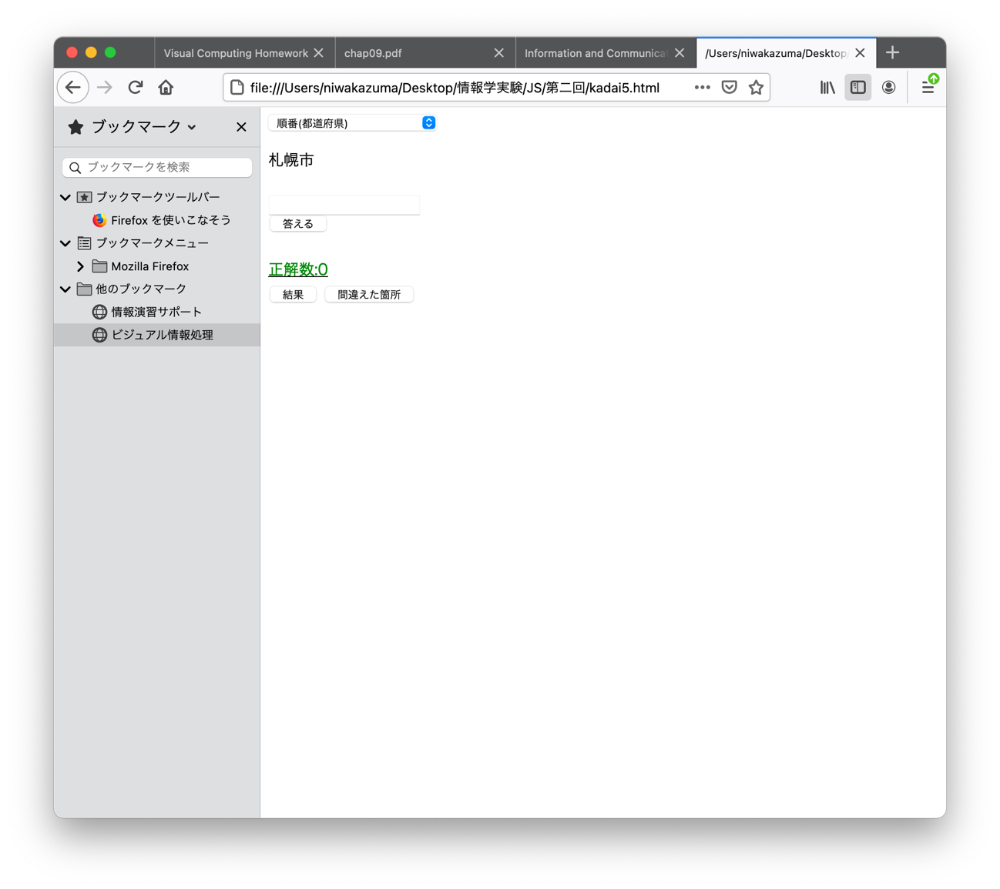 Visual Computing Homework
chap09.pdf
Information and Communicat
/Users/niwakazuma/Desktop/
file:///Users/niwakazuma/Desktop/情報学実験/JS/第二回/kadai5.html
ブックマーク
ブックマークを検索
ブックマークツールバー
Firefox を使いこなそう
ブックマークメニュー
Mozilla Firefox
他のブックマーク
情報演習サポート
ビジュアル情報処理
順番(都道府県)
札幌市
答える
正解数:0
結果 間違えた箇所